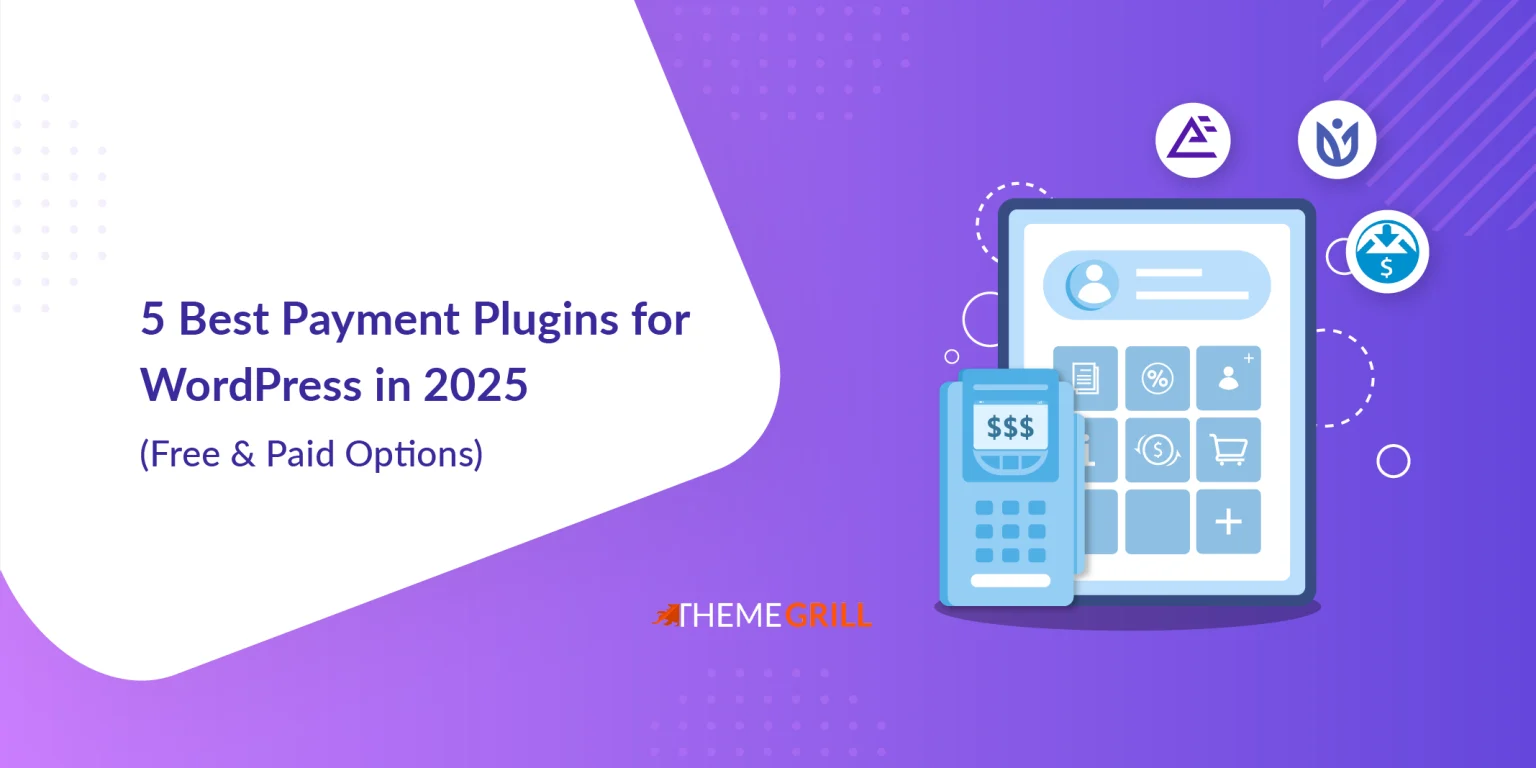 5 Best Payment Plugins for
WordPress in 2025
(Free & Paid Options)
$$$
%
$
$
THEMEGRILL